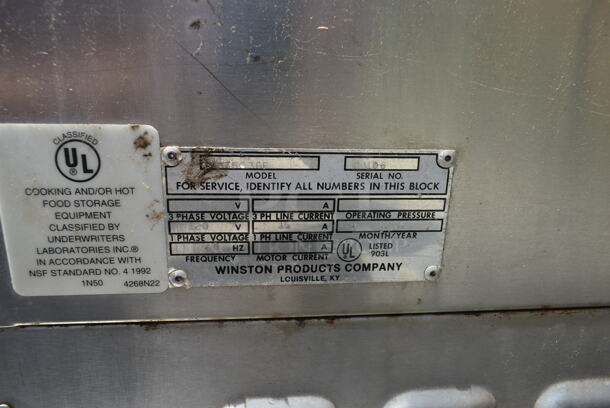 CLASSIFIED
UL
COOKING AND/OR HOT
FOOD STORAGE
EQUIPMENT
CLASSIFIED BY
UNDERWRITERS
LABORATORIES INC.®
IN ACCORDANCE WITH
NSF STANDARD NO. 4 1992
1N50 4268N22
MODEL SERIAL NO.
FOR SERVICE, IDENTIFY ALL NUMBERS IN THIS BLOCK
V A
3 PHASE VOLTAGE 3 PH LINE CURRENT OPERATING PRESSURE
120 V 16 A
1 PHASE VOLTAGE 1 PH LINE CURRENT MONTH/YEAR
HZ A UL LISTED
FREQUENCY MOTOR CURRENT 903L
WINSTON PRODUCTS COMPANY
LOUISVILLE, KY